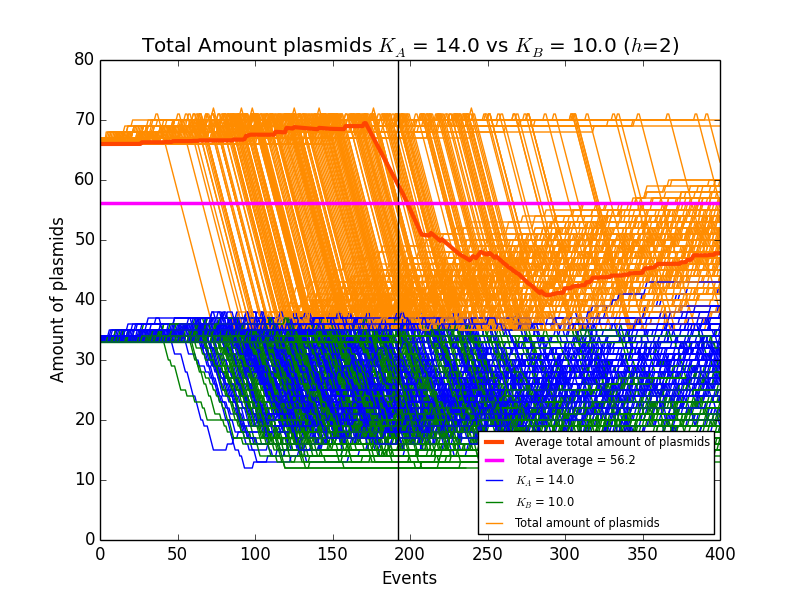 Total Amount plasmids K_A = 14.0 vs K_B = 10.0 (h=2)
80
70
60
50
40
30
20
10
0
Amount of plasmids
Average total amount of plasmids
Total average = 56.2
K_A = 14.0
K_B = 10.0
Total amount of plasmids
0 50 100 150 200 250 300 350 400
Events